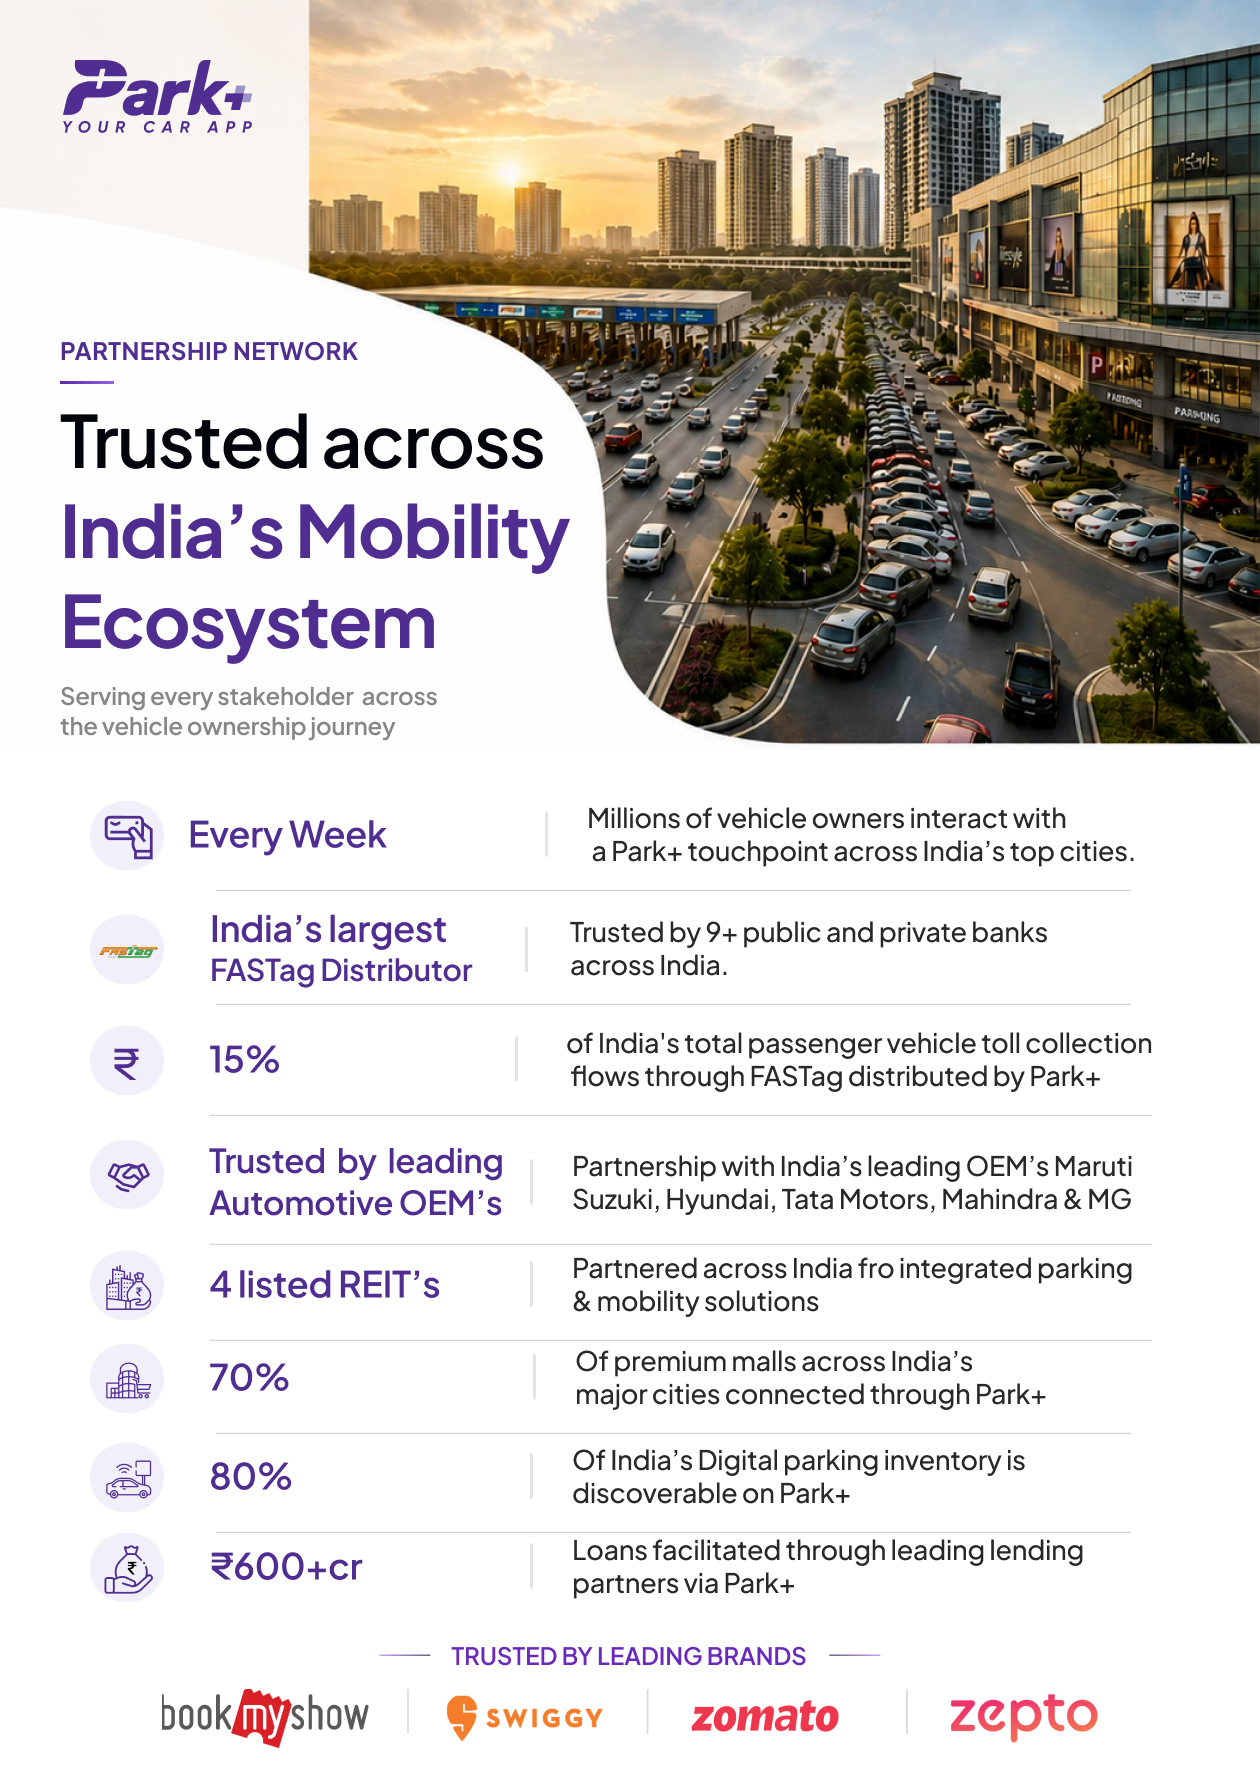 Park+
YOUR CAR APP
PARTNERSHIP NETWORK
Trusted across
India’s Mobility
Ecosystem
Serving every stakeholder across
the vehicle ownership journey
P
PARKING
Every Week
Millions of vehicle owners interact with
a Park+ touchpoint across India’s top cities.
FASTag
India’s largest
FASTag Distributor
Trusted by 9+ public and private banks
across India.
₹
15%
of India's total passenger vehicle toll collection
flows through FASTag distributed by Park+
Trusted by leading
Automotive OEM’s
Partnership with India’s leading OEM’s Maruti
Suzuki, Hyundai, Tata Motors, Mahindra & MG
₹
4 listed REIT’s
Partnered across India fro integrated parking
& mobility solutions
70%
Of premium malls across India’s
major cities connected through Park+
80%
Of India’s Digital parking inventory is
discoverable on Park+
₹
₹600+cr
Loans facilitated through leading lending
partners via Park+
TRUSTED BY LEADING BRANDS
bookmyshow
SWIGGY
zomato
zepto